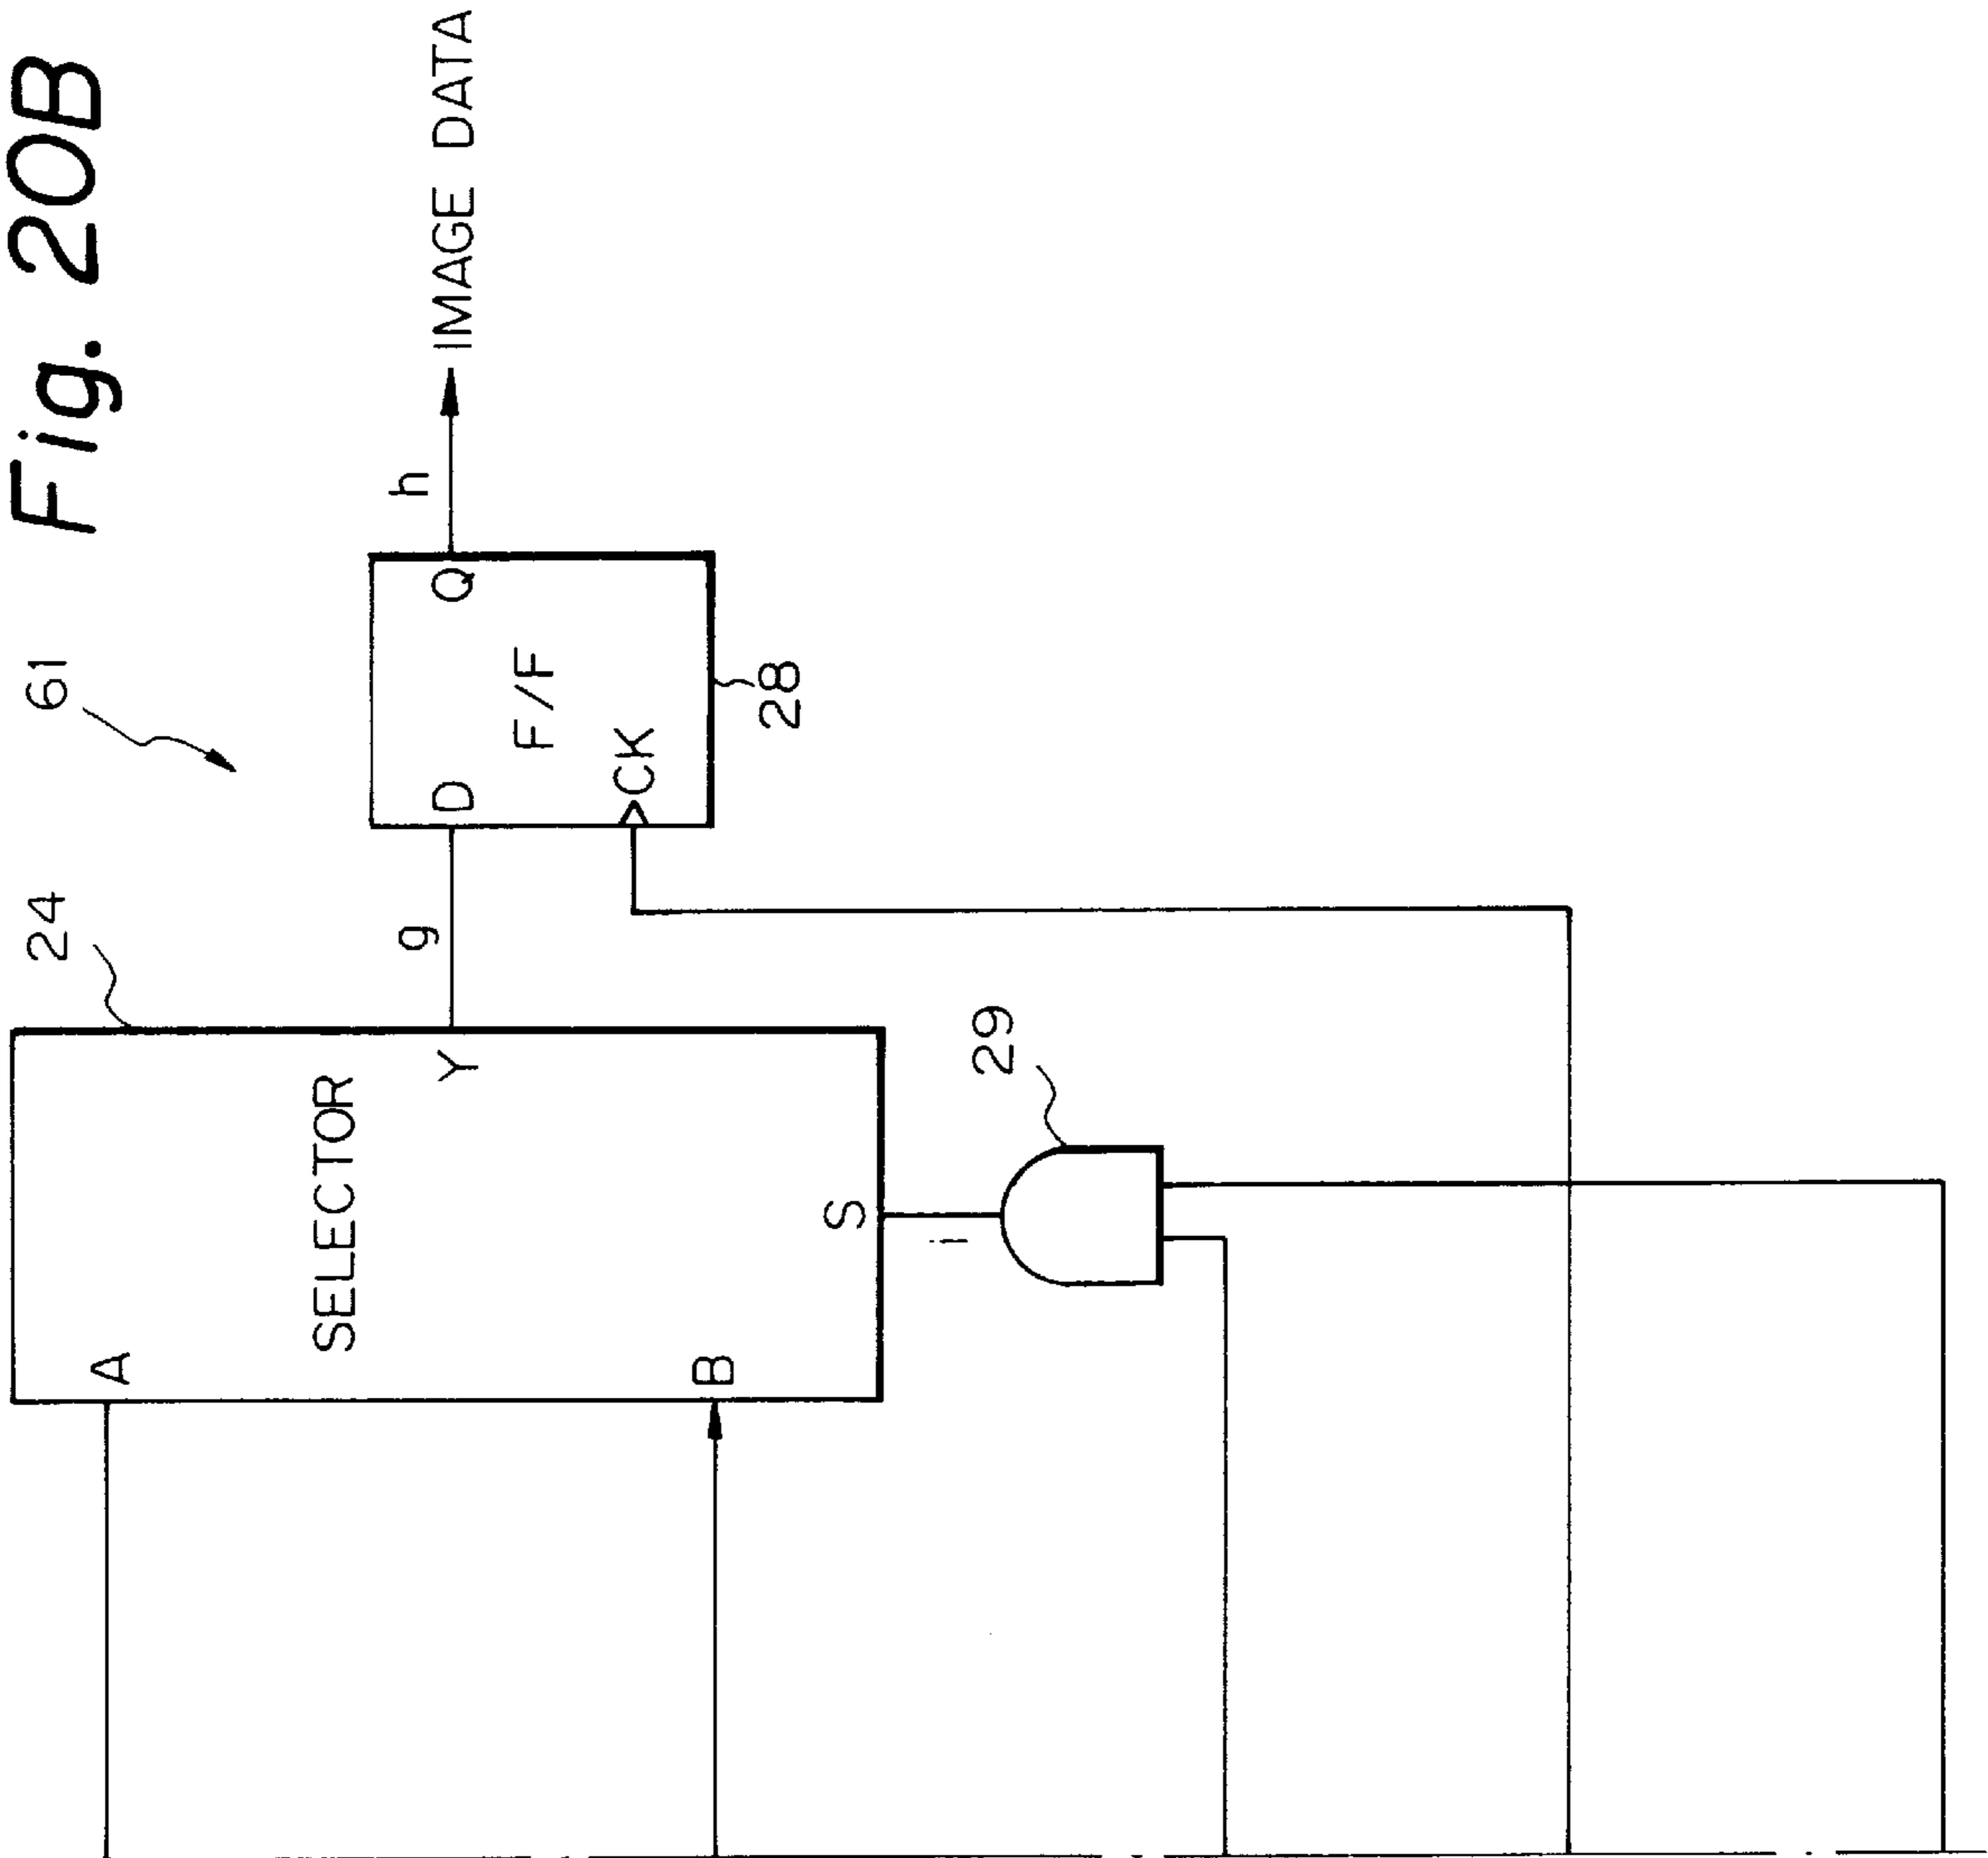 Fig. 20B
61
24
A
SELECTOR
Y
B
S
g
D
Q
F/F
CK
28
h
IMAGE DATA
i
29